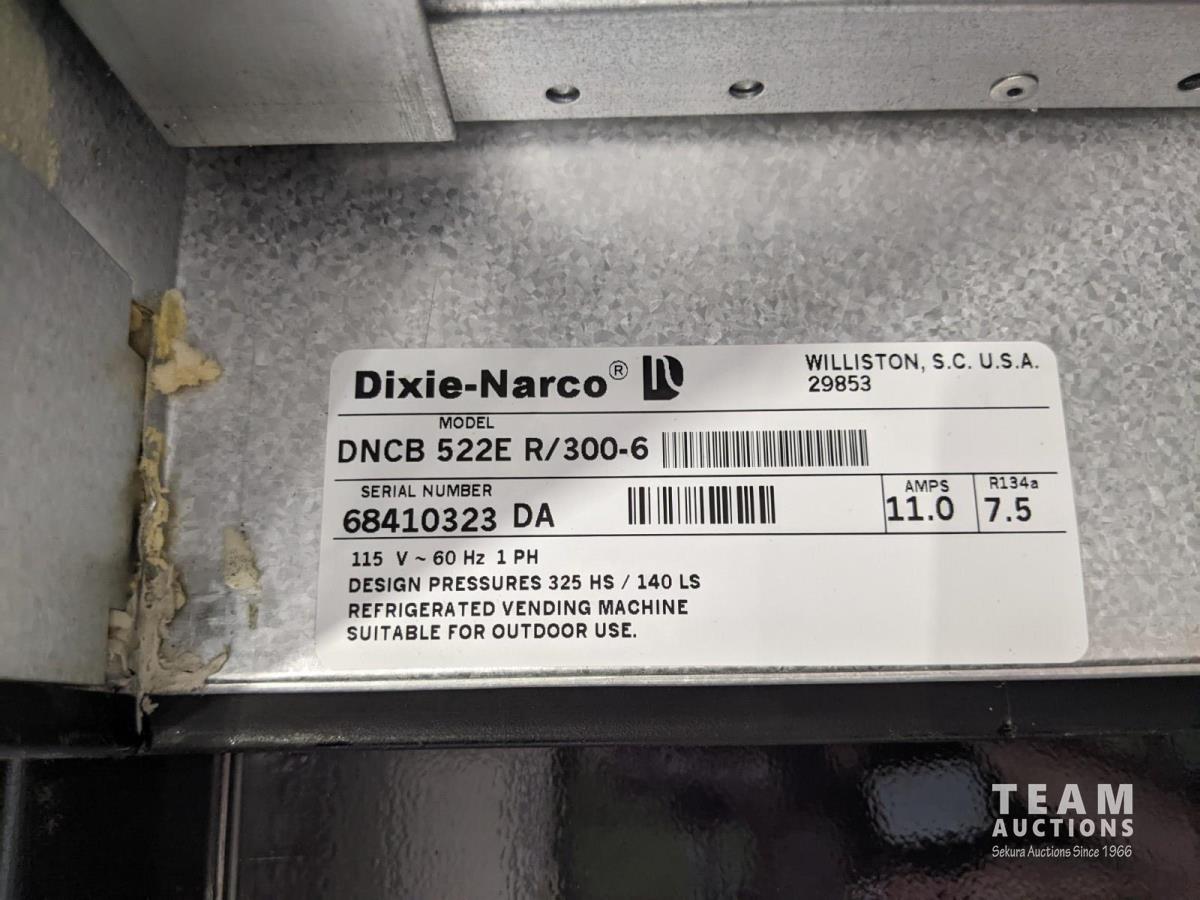 Dixie-Narco®
WILLISTON, S.C. U.S.A.
29853
MODEL
DNCB 522E R/300-6
SERIAL NUMBER
68410323 DA
AMPS
11.0
R134a
7.5
115 V ~ 60 Hz 1 PH
DESIGN PRESSURES 325 HS / 140 LS
REFRIGERATED VENDING MACHINE
SUITABLE FOR OUTDOOR USE.
TEAM
AUCTIONS
Sekura Auctions Since 1966